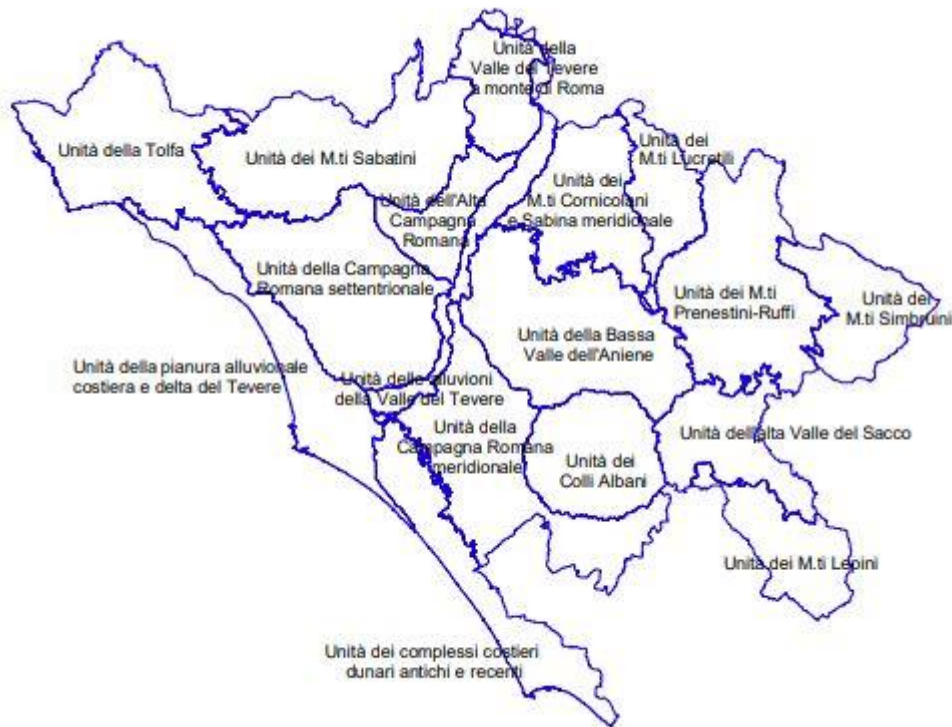 Unità della
Valle del Tevere
a monte di Roma
Unità della Tolfa
Unità dei M.ti Sabatini
Unità dei
M.ti Lucretili
Unità dei
M.ti Cornicolani
e Sabina meridionale
Unità dell'Alta
Campagna
Romana
Unità della Campagna
Romana settentrionale
Unità dei M.ti
Prenestini-Ruffi
Unità dei
M.ti Simbruini
Unità della Bassa
Valle dell'Aniene
Unità della pianura alluvionale
costiera e delta del Tevere
Unità delle alluvioni
della Valle del Tevere
Unità della
Campagna Romana
meridionale
Unità dei
Colli Albani
Unità dell'alta Valle del Sacco
Unità dei M.ti Lepini
Unità dei complessi costieri
dunari antichi e recenti